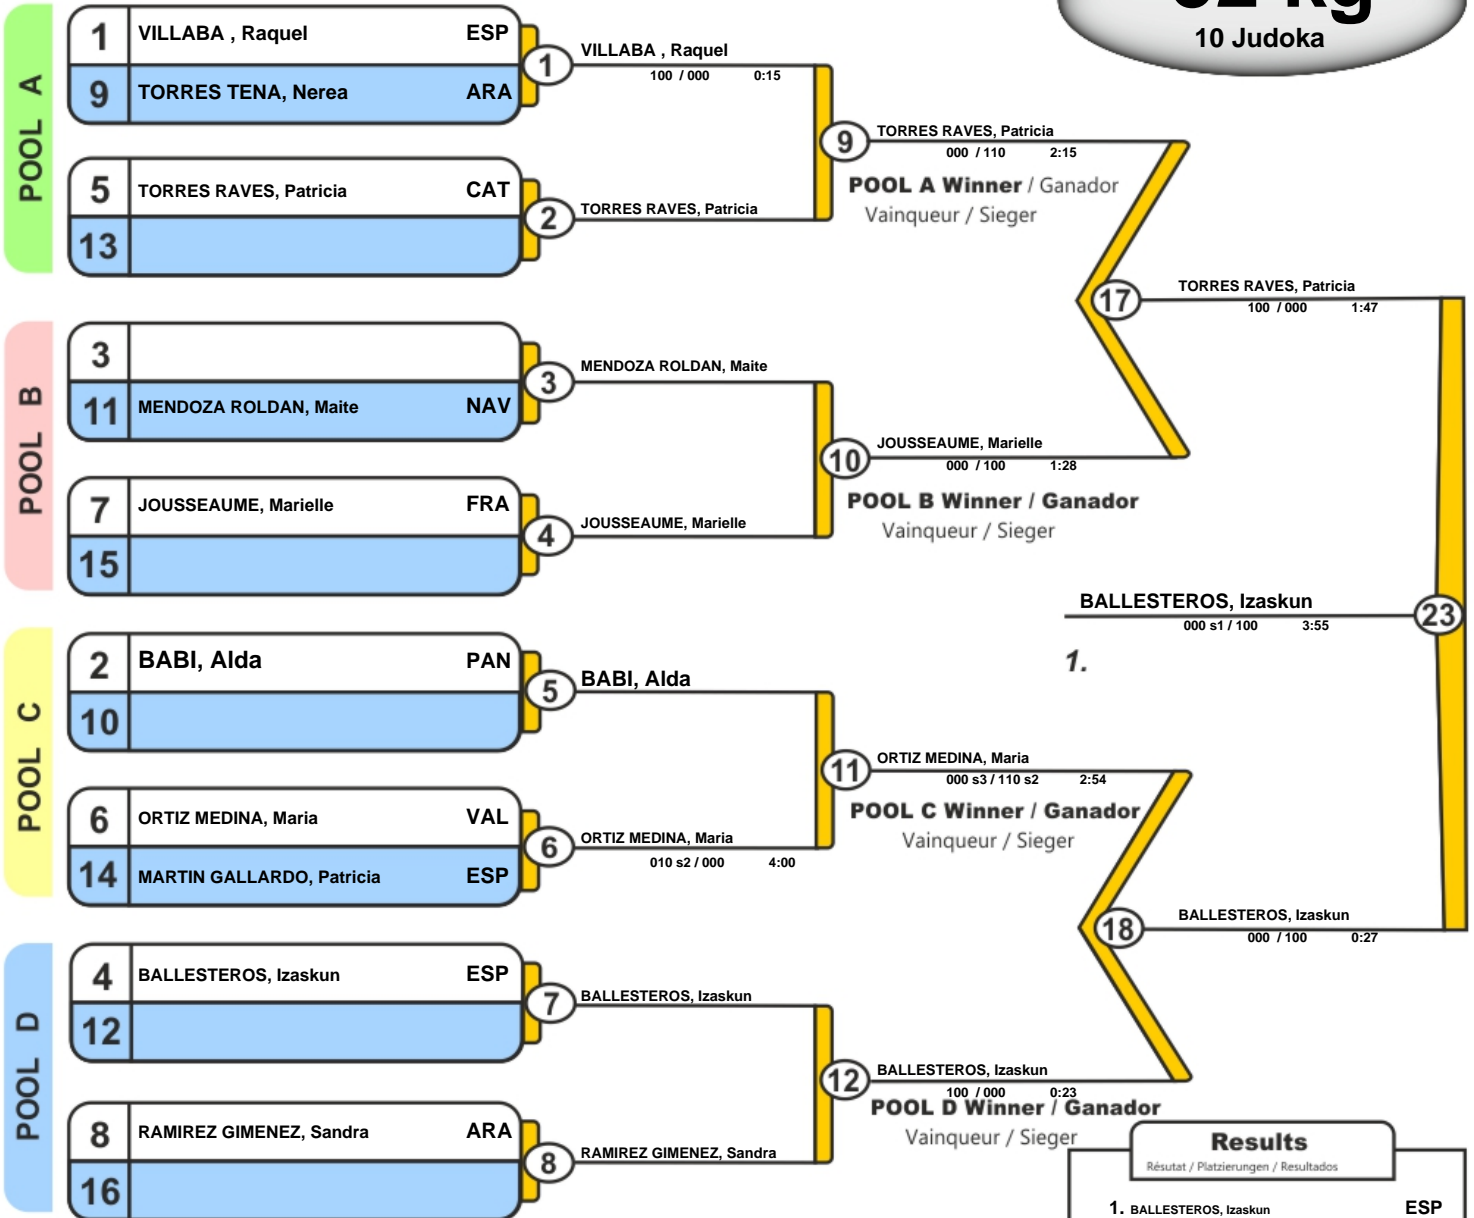 10 Judoka
POOL A
1 VILLABA , Raquel ESP
9 TORRES TENA, Nerea ARA
1
VILLABA , Raquel
100 / 000 0:15
5 TORRES RAVES, Patricia CAT
13
2
TORRES RAVES, Patricia
9
TORRES RAVES, Patricia
000 / 110 2:15
POOL A Winner / Ganador
Vainqueur / Sieger
POOL B
3
11 MENDOZA ROLDAN, Maite NAV
3
MENDOZA ROLDAN, Maite
7 JOUSSEAUME, Marielle FRA
15
4
JOUSSEAUME, Marielle
10
JOUSSEAUME, Marielle
000 / 100 1:28
POOL B Winner / Ganador
Vainqueur / Sieger
17
TORRES RAVES, Patricia
100 / 000 1:47
POOL C
2 BABI, Alda PAN
10
5
BABI, Alda
6 ORTIZ MEDINA, Maria VAL
14 MARTIN GALLARDO, Patricia ESP
6
ORTIZ MEDINA, Maria
010 s2 / 000 4:00
11
ORTIZ MEDINA, Maria
000 s3 / 110 s2 2:54
POOL C Winner / Ganador
Vainqueur / Sieger
POOL D
4 BALLESTEROS, Izaskun ESP
12
7
BALLESTEROS, Izaskun
8 RAMIREZ GIMENEZ, Sandra ARA
16
8
RAMIREZ GIMENEZ, Sandra
12
BALLESTEROS, Izaskun
100 / 000 0:23
POOL D Winner / Ganador
Vainqueur / Sieger
18
BALLESTEROS, Izaskun
000 / 100 0:27
23
BALLESTEROS, Izaskun
000 s1 / 100 3:55
1.
Results
Résutat / Platzierungen / Resultados
1. BALLESTEROS, Izaskun ESP